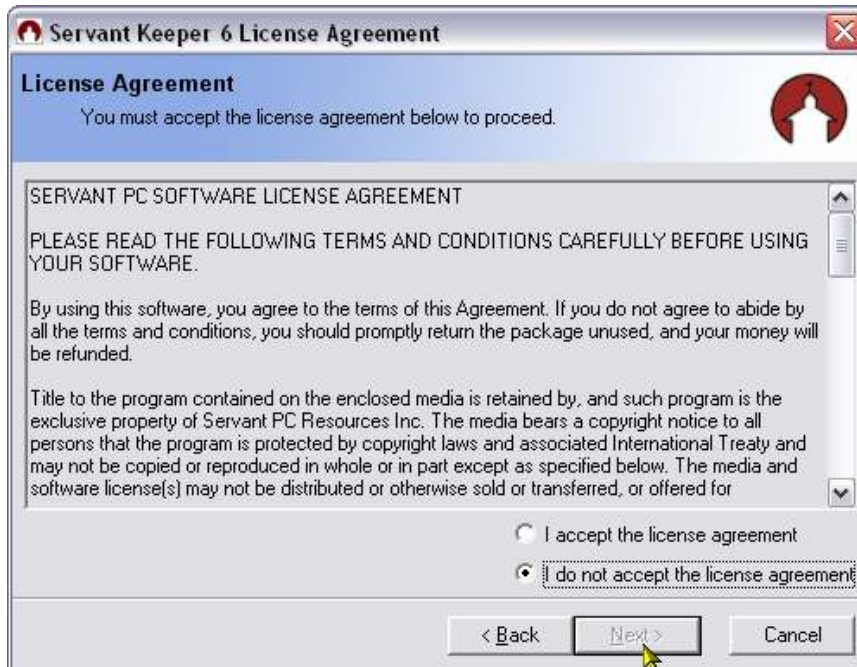 Servant Keeper 6 License Agreement
License Agreement
You must accept the license agreement below to proceed.
SERVANT PC SOFTWARE LICENSE AGREEMENT
PLEASE READ THE FOLLOWING TERMS AND CONDITIONS CAREFULLY BEFORE USING
YOUR SOFTWARE.
By using this software, you agree to the terms of this Agreement. If you do not agree to abide by
all the terms and conditions, you should promptly return the package unused, and your money will
be refunded.
Title to the program contained on the enclosed media is retained by, and such program is the
exclusive property of Servant PC Resources Inc. The media bears a copyright notice to all
persons that the program is protected by copyright laws and associated International Treaty and
may not be copied or reproduced in whole or in part except as specified below. The media and
software license(s) may not be distributed or otherwise sold or transferred, or offered for
I accept the license agreement
I do not accept the license agreement
< Back Next > Cancel